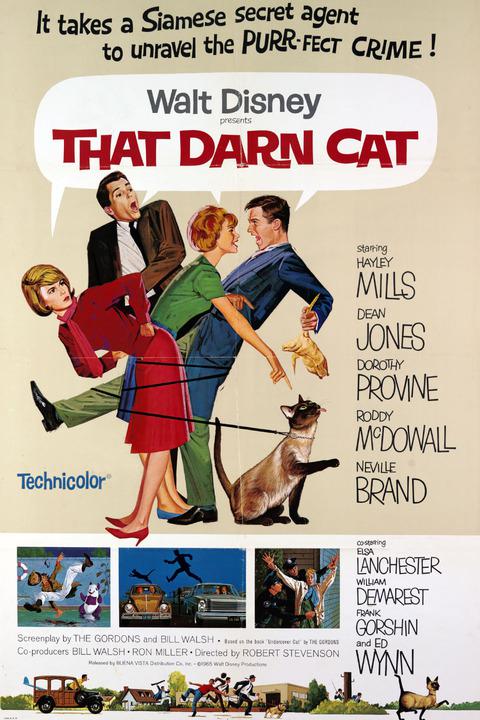 It takes a Siamese secret agent
to unravel the PURR-FECT CRIME!
Walt Disney
presents
THAT DARN CAT
starring
HAYLEY
MILLS
DEAN
JONES
DOROTHY
PROVINE
RODDY
McDOWALL
NEVILLE
BRAND
Technicolor®
co-starring
ELSA
LANCHESTER
WILLIAM
DEMAREST
FRANK
GORSHIN
and ED
WYNN
Screenplay by THE GORDONS and BILL WALSH • Based on the book "Undercover Cat" by THE GORDONS
Co-producers BILL WALSH • RON MILLER • Directed by ROBERT STEVENSON
Released by BUENA VISTA Distribution Co., Inc. - ©1965 Walt Disney Productions